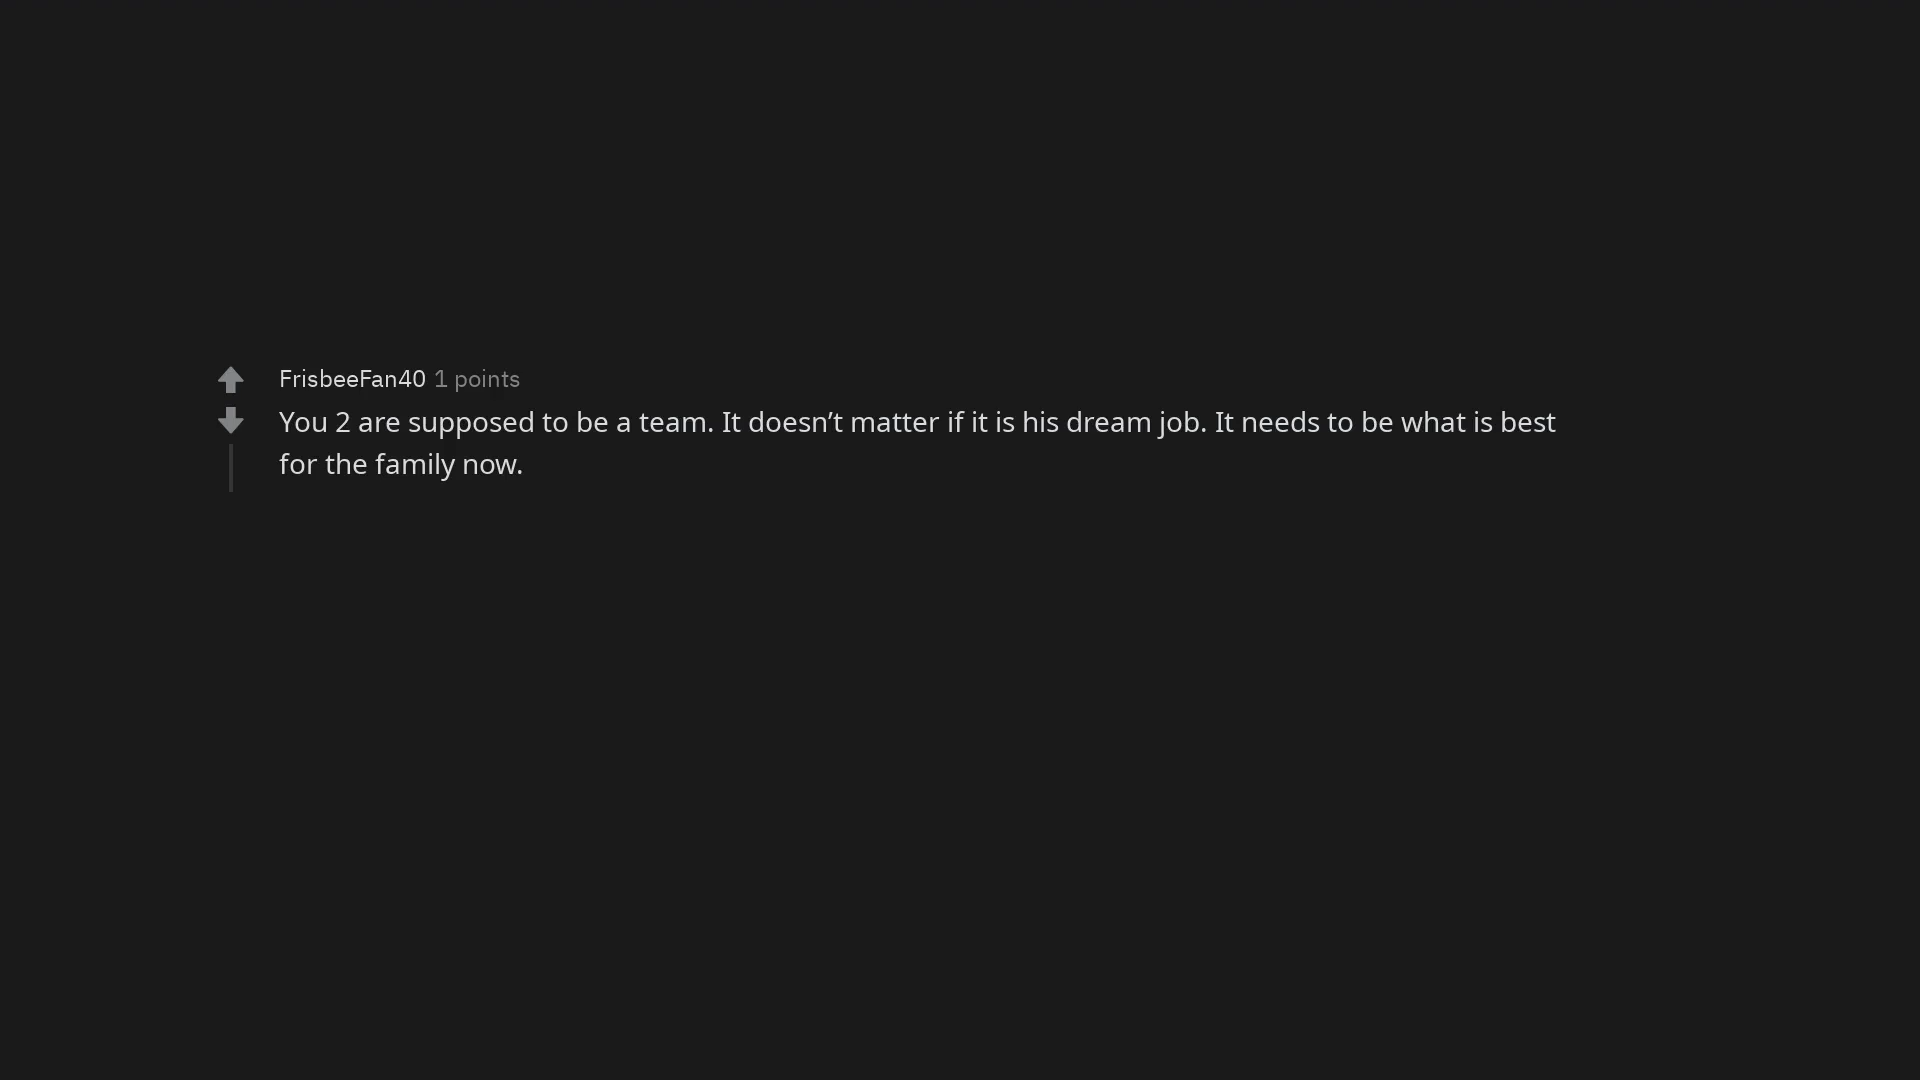 FrisbeeFan40 1 points
You 2 are supposed to be a team. It doesn’t matter if it is his dream job. It needs to be what is best
for the family now.